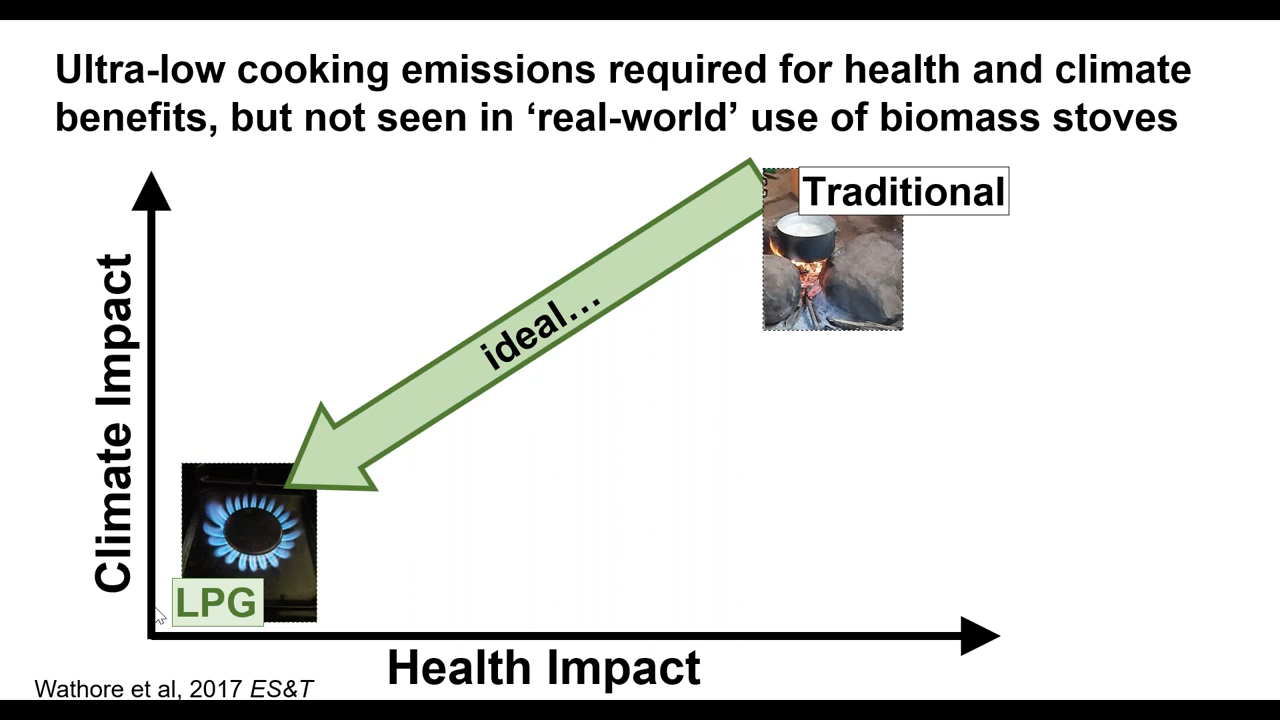 Ultra-low cooking emissions required for health and climate
benefits, but not seen in ‘real-world’ use of biomass stoves
Traditional
ideal…
Climate Impact
LPG
Health Impact
Wathore et al, 2017 ES&T